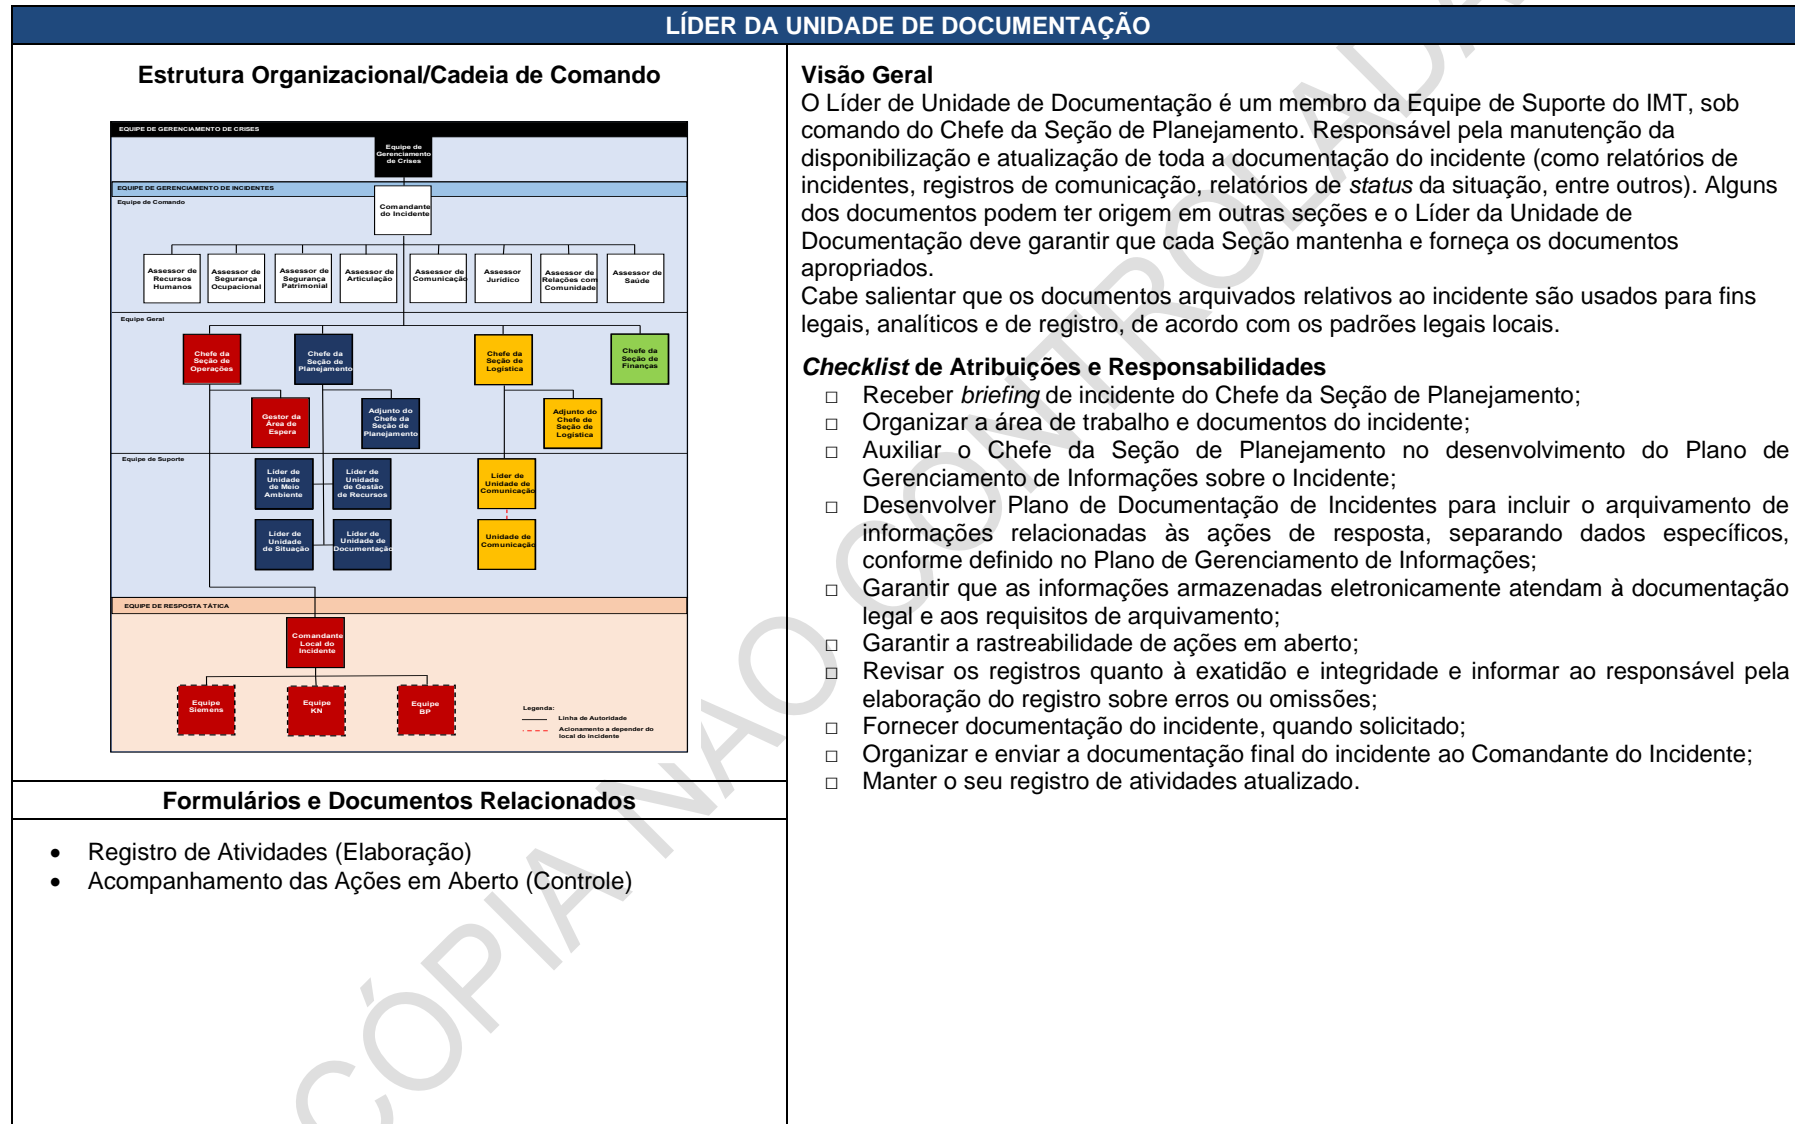 LÍDER DA UNIDADE DE DOCUMENTAÇÃO
Estrutura Organizacional/Cadeia de Comando
EQUIPE DE GERENCIAMENTO DE CRISES
Equipe de
Gerenciamento
de Crises
EQUIPE DE GERENCIAMENTO DE INCIDENTES
Equipe de Comando
Comandante
do Incidente
Assessor de
Recursos
Humanos
Assessor de
Segurança
Ocupacional
Assessor de
Segurança
Patrimonial
Assessor de
Articulação
Assessor de
Comunicação
Assessor
Jurídico
Assessor de
Relações com
Comunidade
Assessor de
Saúde
Equipe Geral
Chefe da
Seção de
Operações
Chefe da
Seção de
Planejamento
Chefe da
Seção de
Logística
Chefe da
Seção de
Finanças
Gestor da
Área de
Espera
Adjunto do
Chefe da
Seção de
Planejamento
Adjunto do
Chefe de
Seção de
Logística
Equipe de Suporte
Líder de
Unidade
de Meio
Ambiente
Líder de
Unidade
de Gestão
de Recursos
Líder de
Unidade de
Comunicação
Líder de
Unidade
de Situação
Líder de
Unidade de
Documentação
Unidade de
Comunicação
EQUIPE DE RESPOSTA TÁTICA
Comandante
Local do
Incidente
Equipe
Siemens
Equipe
KN
Equipe
BP
Legenda:
Linha de Autoridade
Acionamento a depender do
local do incidente
Formulários e Documentos Relacionados
• Registro de Atividades (Elaboração)
• Acompanhamento das Ações em Aberto (Controle)
Visão Geral
O Líder de Unidade de Documentação é um membro da Equipe de Suporte do IMT, sob
comando do Chefe da Seção de Planejamento. Responsável pela manutenção da
disponibilização e atualização de toda a documentação do incidente (como relatórios de
incidentes, registros de comunicação, relatórios de status da situação, entre outros). Alguns
dos documentos podem ter origem em outras seções e o Líder da Unidade de
Documentação deve garantir que cada Seção mantenha e forneça os documentos
apropriados.
Cabe salientar que os documentos arquivados relativos ao incidente são usados para fins
legais, analíticos e de registro, de acordo com os padrões legais locais.
Checklist de Atribuições e Responsabilidades
□ Receber briefing de incidente do Chefe da Seção de Planejamento;
□ Organizar a área de trabalho e documentos do incidente;
□ Auxiliar o Chefe da Seção de Planejamento no desenvolvimento do Plano de
Gerenciamento de Informações sobre o Incidente;
□ Desenvolver Plano de Documentação de Incidentes para incluir o arquivamento de
informações relacionadas às ações de resposta, separando dados específicos,
conforme definido no Plano de Gerenciamento de Informações;
□ Garantir que as informações armazenadas eletronicamente atendam à documentação
legal e aos requisitos de arquivamento;
□ Garantir a rastreabilidade de ações em aberto;
□ Revisar os registros quanto à exatidão e integridade e informar ao responsável pela
elaboração do registro sobre erros ou omissões;
□ Fornecer documentação do incidente, quando solicitado;
□ Organizar e enviar a documentação final do incidente ao Comandante do Incidente;
□ Manter o seu registro de atividades atualizado.
CÓPIA NÃO CONTROLADA